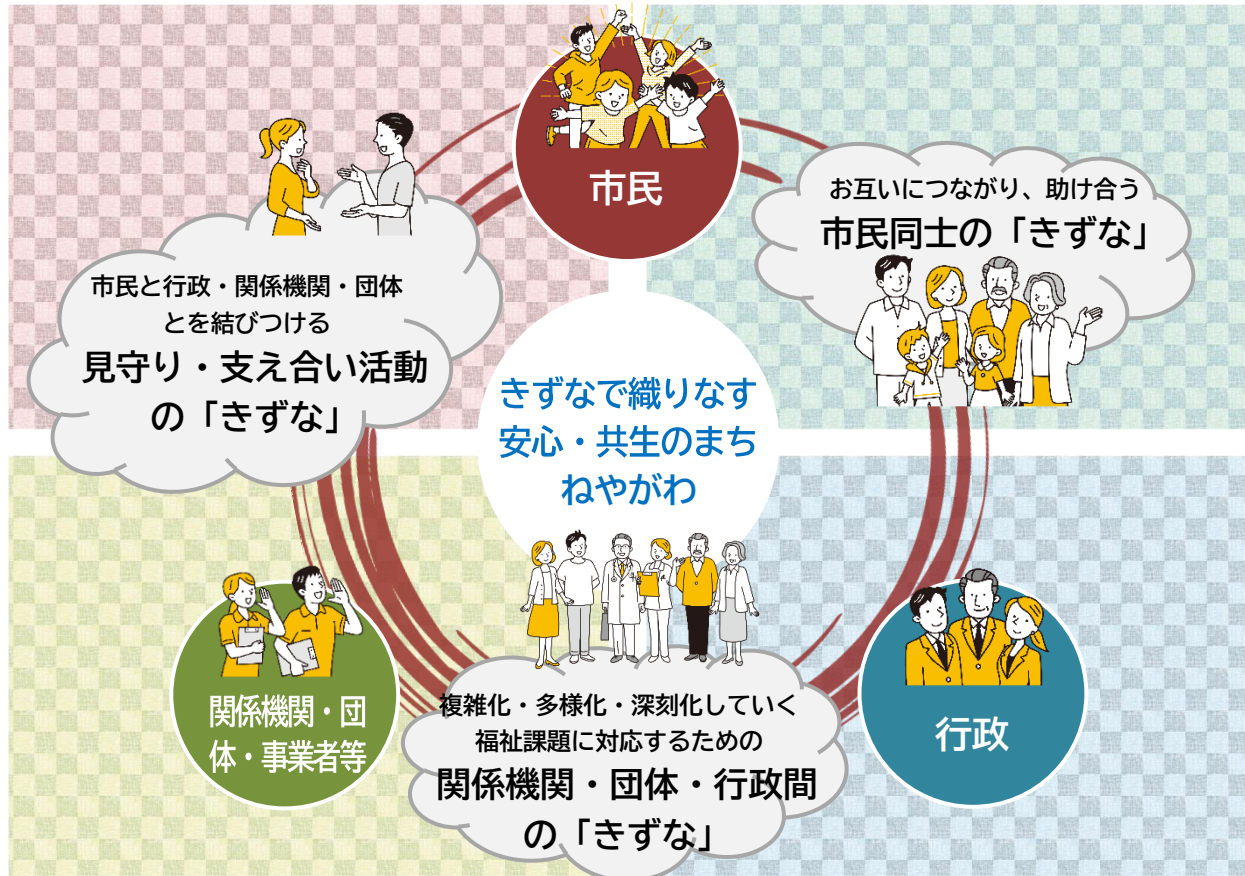 市民
お互いにつながり、助け合う
市民同士の「きずな」
市民と行政・関係機関・団体
とを結びつける
見守り・支え合い活動
の「きずな」
きずなで織りなす
安心・共生のまち
ねやがわ
関係機関・団
体・事業者等
複雑化・多様化・深刻化していく
福祉課題に対応するための
関係機関・団体・行政間
の「きずな」
行政